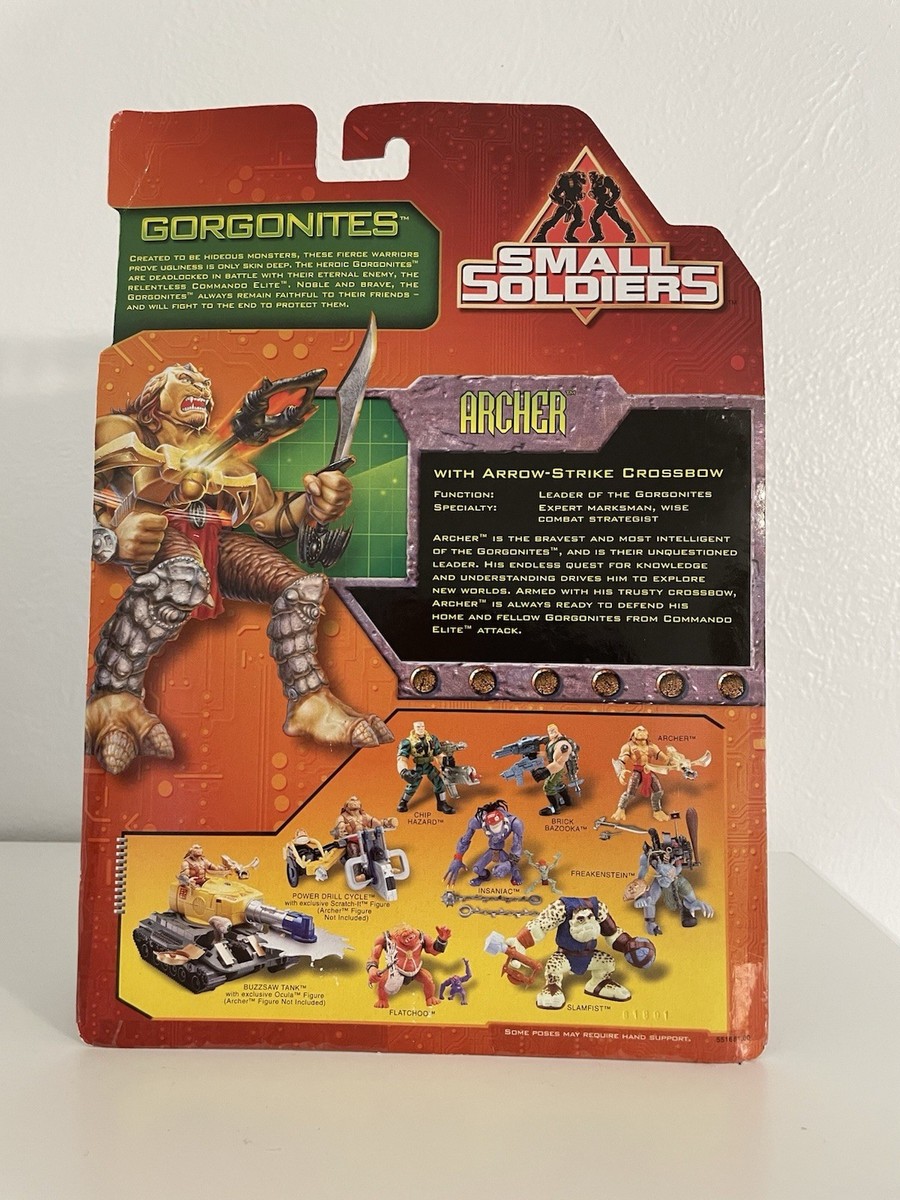 GORGONITES™
CREATED TO BE HIDEOUS MONSTERS, THESE FIERCE WARRIORS
PROVE UGLINESS IS ONLY SKIN DEEP. THE HEROIC GORGONITES™
ARE DEADLOCKED IN BATTLE WITH THEIR ETERNAL ENEMY, THE
RELENTLESS COMMANDO ELITE™. NOBLE AND BRAVE, THE
GORGONITES™ ALWAYS REMAIN FAITHFUL TO THEIR FRIENDS –
AND WILL FIGHT TO THE END TO PROTECT THEM.
SMALL
SOLDIERS™
ARCHER™
WITH ARROW-STRIKE CROSSBOW
FUNCTION: LEADER OF THE GORGONITES
SPECIALTY: EXPERT MARKSMAN, WISE
COMBAT STRATEGIST
ARCHER™ IS THE BRAVEST AND MOST INTELLIGENT
OF THE GORGONITES™, AND IS THEIR UNQUESTIONED
LEADER. HIS ENDLESS QUEST FOR KNOWLEDGE
AND UNDERSTANDING DRIVES HIM TO EXPLORE
NEW WORLDS. ARMED WITH HIS TRUSTY CROSSBOW,
ARCHER™ IS ALWAYS READY TO DEFEND HIS
HOME AND FELLOW GORGONITES FROM COMMANDO
ELITE™ ATTACK.
ARCHER™
CHIP
HAZARD™
BRICK
BAZOOKA™
FREAKENSTEIN™
INSANIAC™
POWER DRILL CYCLE™
with exclusive Scratch-It™ Figure
(Archer™ Figure
Not Included)
BUZZSAW TANK™
with exclusive Ocula™ Figure
(Archer™ Figure Not Included)
FLATCHOO™
SLAMFIST™
SOME POSES MAY REQUIRE HAND SUPPORT.